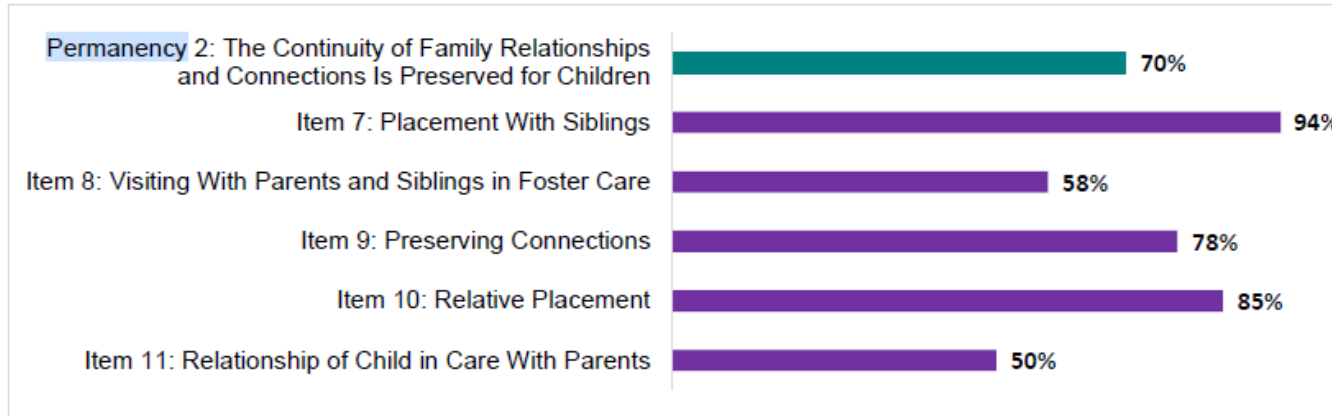 Permanency 2: The Continuity of Family Relationships
and Connections Is Preserved for Children
70%
Item 7: Placement With Siblings
94%
Item 8: Visiting With Parents and Siblings in Foster Care
58%
Item 9: Preserving Connections
78%
Item 10: Relative Placement
85%
Item 11: Relationship of Child in Care With Parents
50%